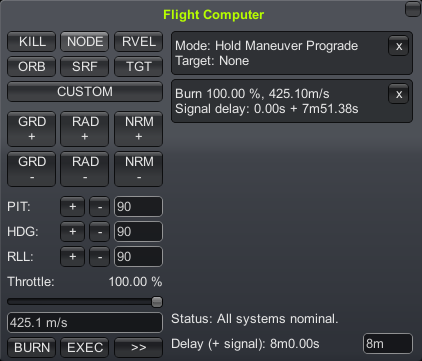 Flight Computer
KILL NODE RVEL
ORB SRF TGT
CUSTOM
GRD + RAD + NRM +
GRD - RAD - NRM -
PIT: + - 90
HDG: + - 90
RLL: + - 90
Throttle: 100.00 %
425.1 m/s
BURN EXEC >>
Mode: Hold Maneuver Prograde
Target: None
x
Burn 100.00 %, 425.10m/s
Signal delay: 0.00s + 7m51.38s
x
Status: All systems nominal.
Delay (+ signal): 8m0.00s 8m